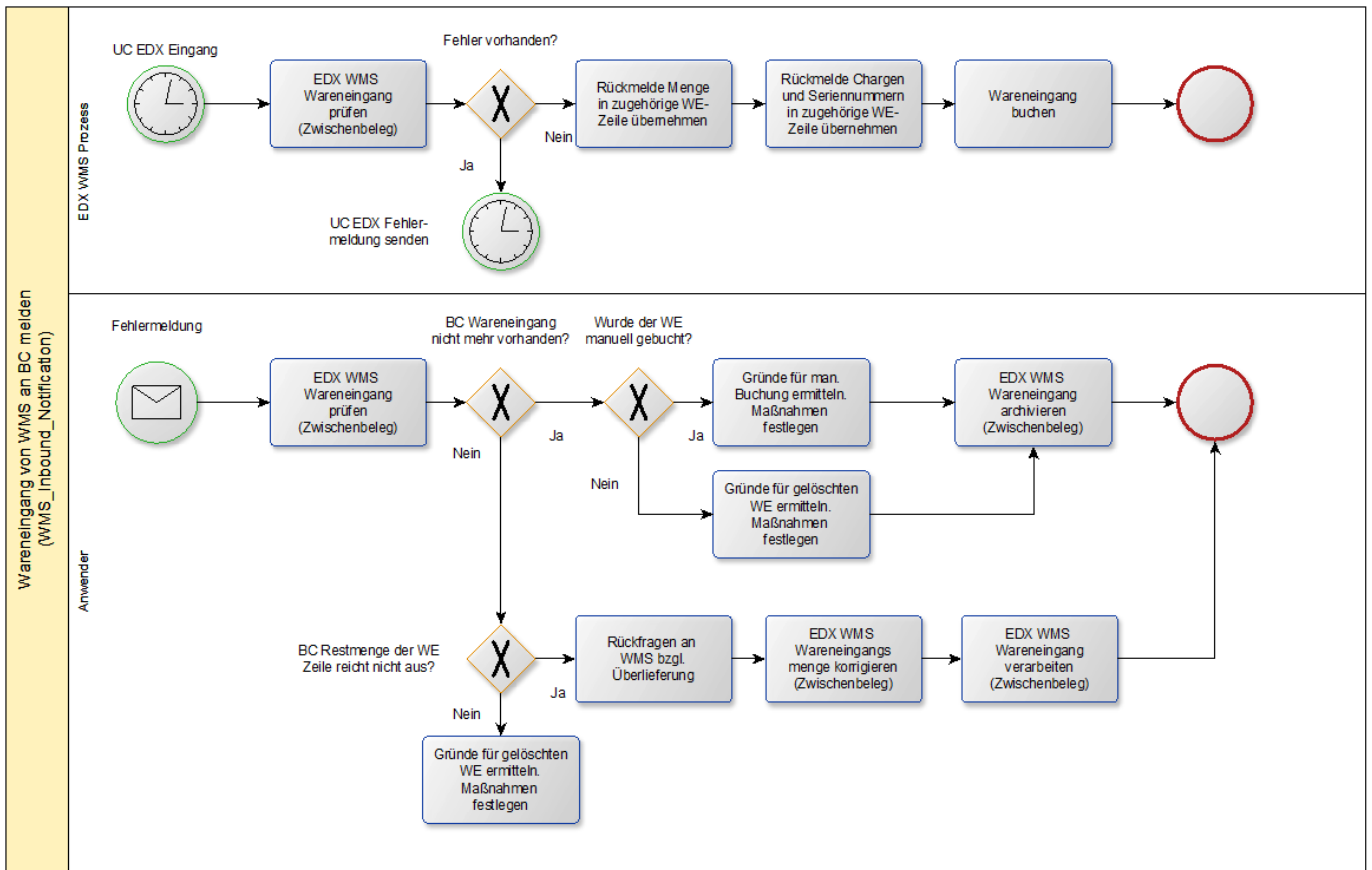 Wareneingang von WMS an BC melden
(WMS_Inbound_Notification)
EDX WMS Prozess
UC EDX Eingang
EDX WMS
Wareneingang
prüfen
(Zwischenbeleg)
Fehler vorhanden?
Nein
Ja
UC EDX Fehler-
meldung senden
Rückmelde Menge
in zugehörige WE-
Zeile übernehmen
Rückmelde Chargen
und Seriennummern
in zugehörige WE-
Zeile übernehmen
Wareneingang
buchen
Anwender
Fehlermeldung
EDX WMS
Wareneingang
prüfen
(Zwischenbeleg)
BC Wareneingang
nicht mehr vorhanden?
Nein
Ja
Wurde der WE
manuell gebucht?
Ja
Nein
Gründe für man.
Buchung ermitteln.
Maßnahmen
festlegen
EDX WMS
Wareneingang
archivieren
(Zwischenbeleg)
Gründe für gelöschten
WE ermitteln.
Maßnahmen
festlegen
BC Restmenge der WE
Zeile reicht nicht aus?
Ja
Nein
Rückfragen an
WMS bzgl.
Überlieferung
EDX WMS
Wareneingangs
menge korrigieren
(Zwischenbeleg)
EDX WMS
Wareneingang
verarbeiten
(Zwischenbeleg)
Gründe für gelöschten
WE ermitteln.
Maßnahmen
festlegen